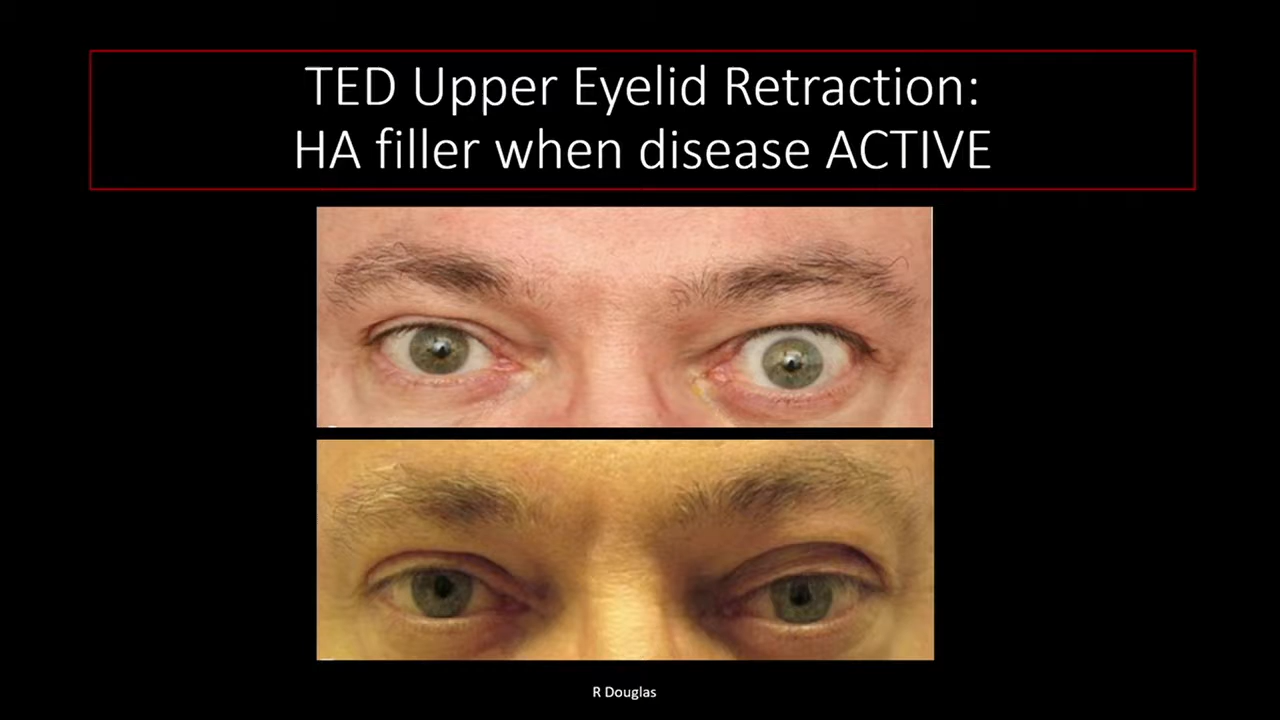 TED Upper Eyelid Retraction:
HA filler when disease ACTIVE
R Douglas